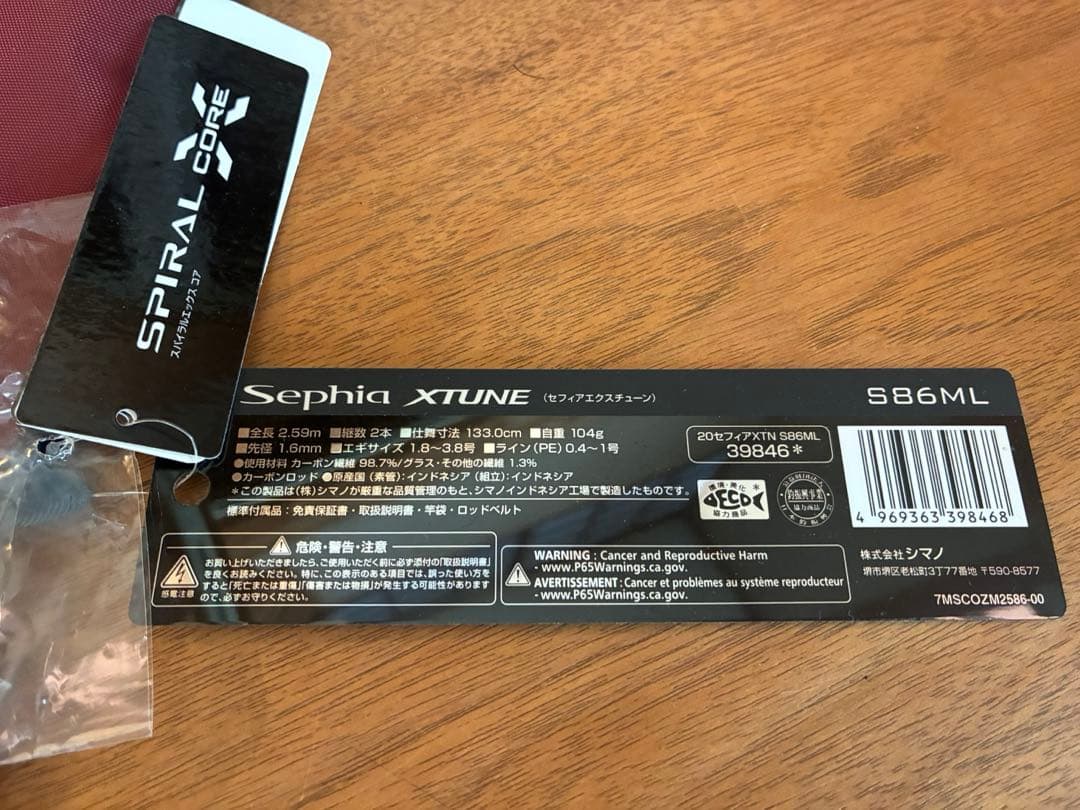 SPIRAL X CORE
スパイラルエックス コア
Sephia XTUNE (セフィアエクスチューン) S86ML
■全長 2.59m ■継数 2本 ■仕舞寸法 133.0cm ■自重 104g
■先径 1.6mm ■エギサイズ 1.8〜3.8号 ■ライン(PE) 0.4〜1号
●使用材料 カーボン繊維 98.7%/グラス・その他の繊維 1.3%
●カーボンロッド ●原産国(素管):インドネシア(組立):インドネシア
*この製品は(株)シマノが厳重な品質管理のもと、シマノインドネシア工場で製造したものです。
標準付属品:免責保証書・取扱説明書・竿袋・ロッドベルト
20セフィアXTN S86ML
39846*
環境・美化
ECO
協力商品
協力商品
4 969363 398468
株式会社シマノ
堺市堺区老松町3丁77番地 〒590-8577
7MSCOZM2586-00
危険・警告・注意
感電注意
お買い上げいただきましたら、ご使用いただく前に必ず添付の「取扱説明書」
を良くお読みください。特に、この表示のある項目では、誤った使い方を
すると「死亡または重傷」「傷害または物損」が発生する可能性があります
ので、必ずお守りください。
WARNING : Cancer and Reproductive Harm
- www.P65Warnings.ca.gov.
AVERTISSEMENT : Cancer et problèmes au système reproducteur
- www.P65Warnings.ca.gov.